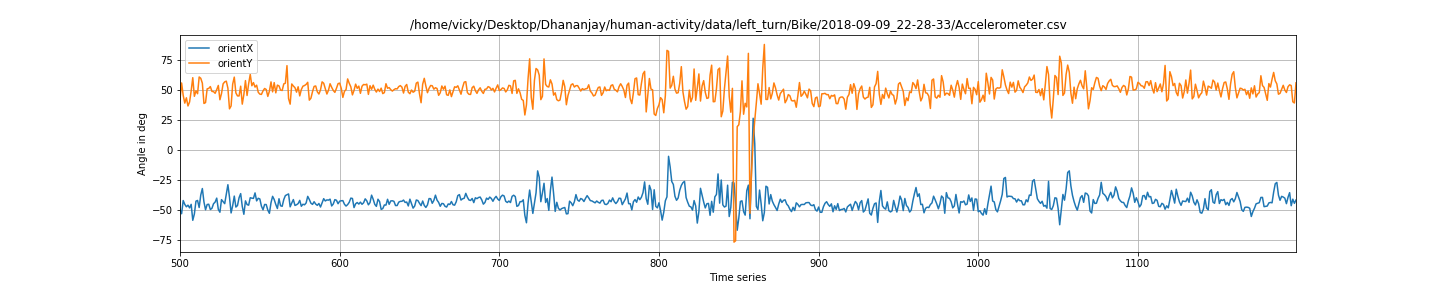 /home/vicky/Desktop/Dhananjay/human-activity/data/left_turn/Bike/2018-09-09_22-28-33/Accelerometer.csv
orientX
orientY
75
50
25
0
−25
−50
−75
Angle in deg
500 600 700 800 900 1000 1100
Time series